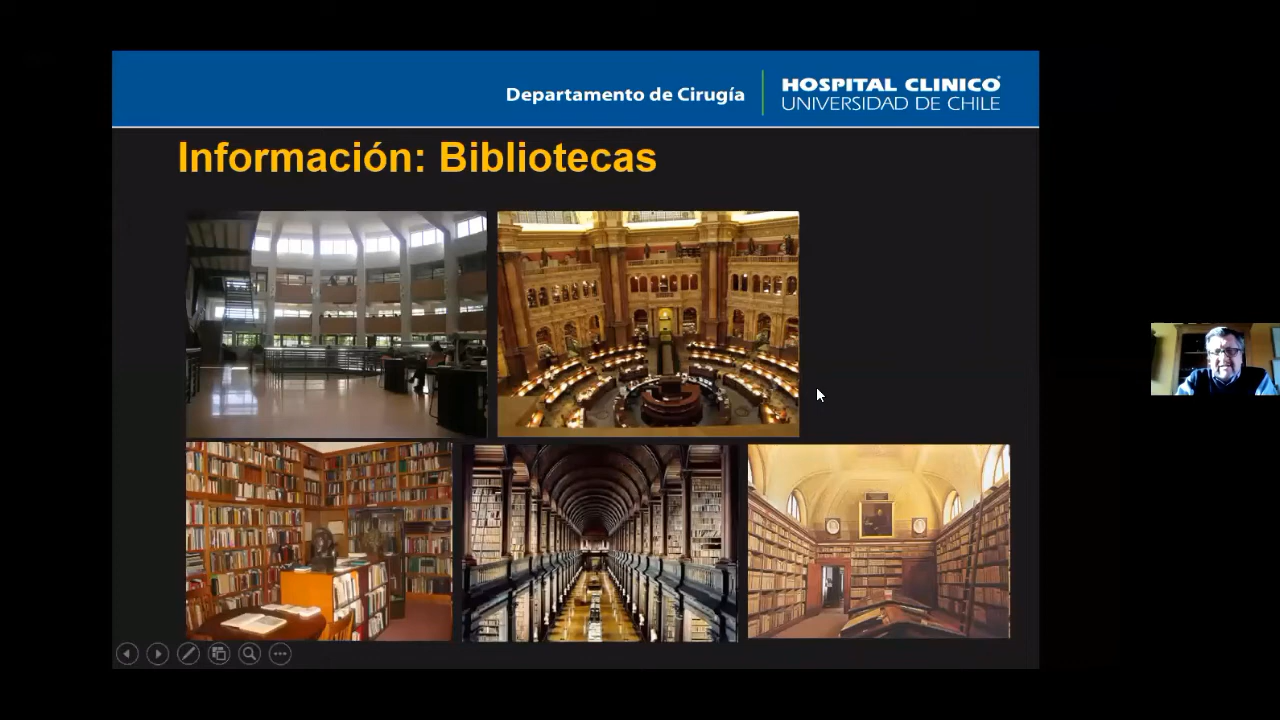 Departamento de Cirugía
HOSPITAL CLINICO
UNIVERSIDAD DE CHILE
Información: Bibliotecas